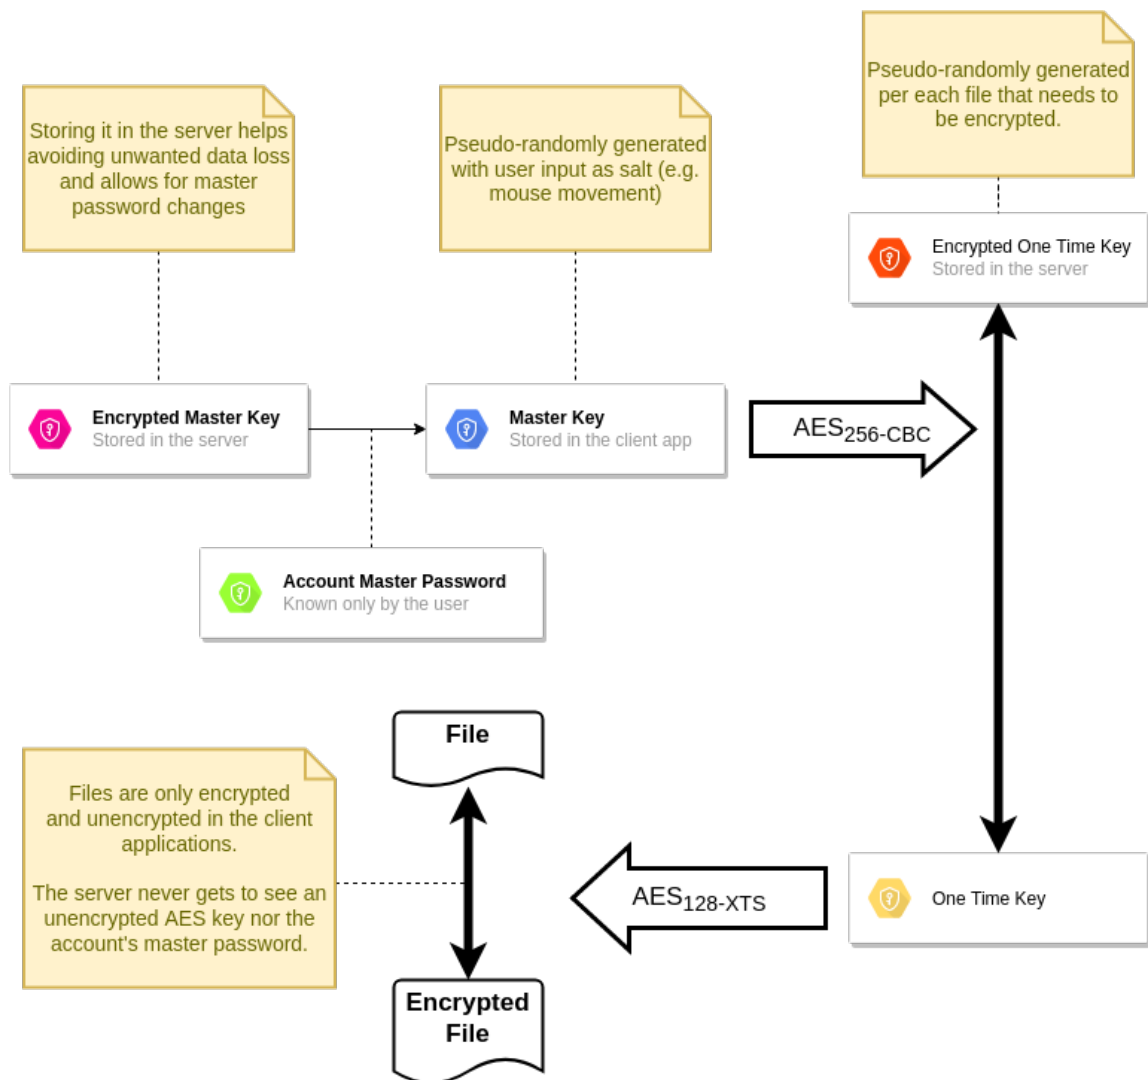 Pseudo-randomly generated
per each file that needs to
be encrypted.
Storing it in the server helps
avoiding unwanted data loss
and allows for master
password changes
Pseudo-randomly generated
with user input as salt (e.g.
mouse movement)
Encrypted One Time Key
Stored in the server
Encrypted Master Key
Stored in the server
Master Key
Stored in the client app
AES256-CBC
Account Master Password
Known only by the user
File
Files are only encrypted
and unencrypted in the client
applications.
The server never gets to see an
unencrypted AES key nor the
account's master password.
AES128-XTS
One Time Key
Encrypted
File